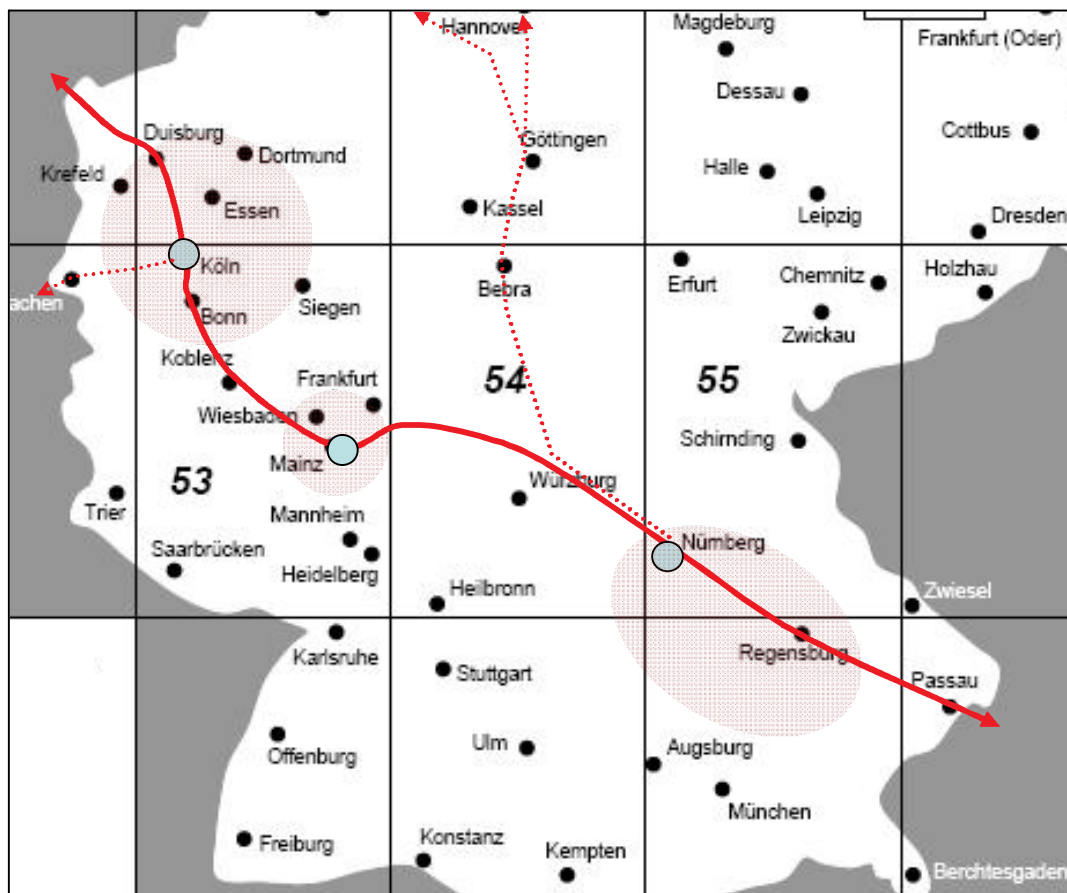 Hannover
Magdeburg
Frankfurt (Oder)
Dessau
Duisburg
Dortmund
Göttingen
Cottbus
Krefeld
Halle
Essen
Kassel
Leipzig
Dresden
Köln
Bebra
Erfurt
Chemnitz
Holzhau
achen
Bonn
Siegen
Zwickau
Koblenz
Frankfurt
54
55
Wiesbaden
Schirnding
Mainz
53
Würzburg
Trier
Mannheim
Nürnberg
Saarbrücken
Heidelberg
Heilbronn
Zwiesel
Karlsruhe
Regensburg
Stuttgart
Passau
Offenburg
Ulm
Augsburg
München
Freiburg
Konstanz
Kempten
Berchtesgaden